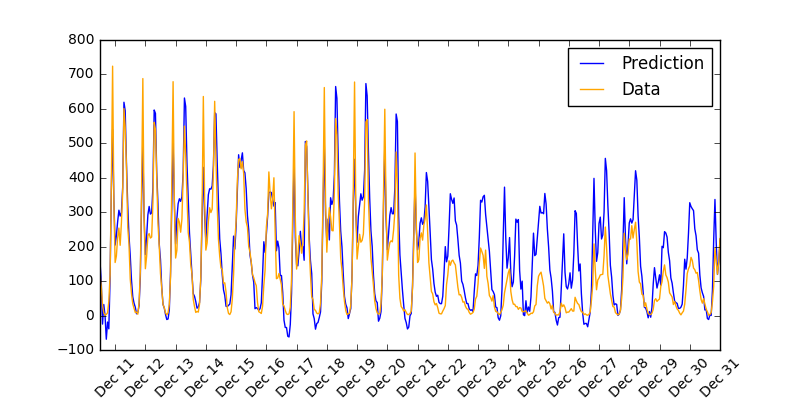 800
700
600
500
400
300
200
100
0
−100
Prediction
Data
Dec 11
Dec 12
Dec 13
Dec 14
Dec 15
Dec 16
Dec 17
Dec 18
Dec 19
Dec 20
Dec 21
Dec 22
Dec 23
Dec 24
Dec 25
Dec 26
Dec 27
Dec 28
Dec 29
Dec 30
Dec 31